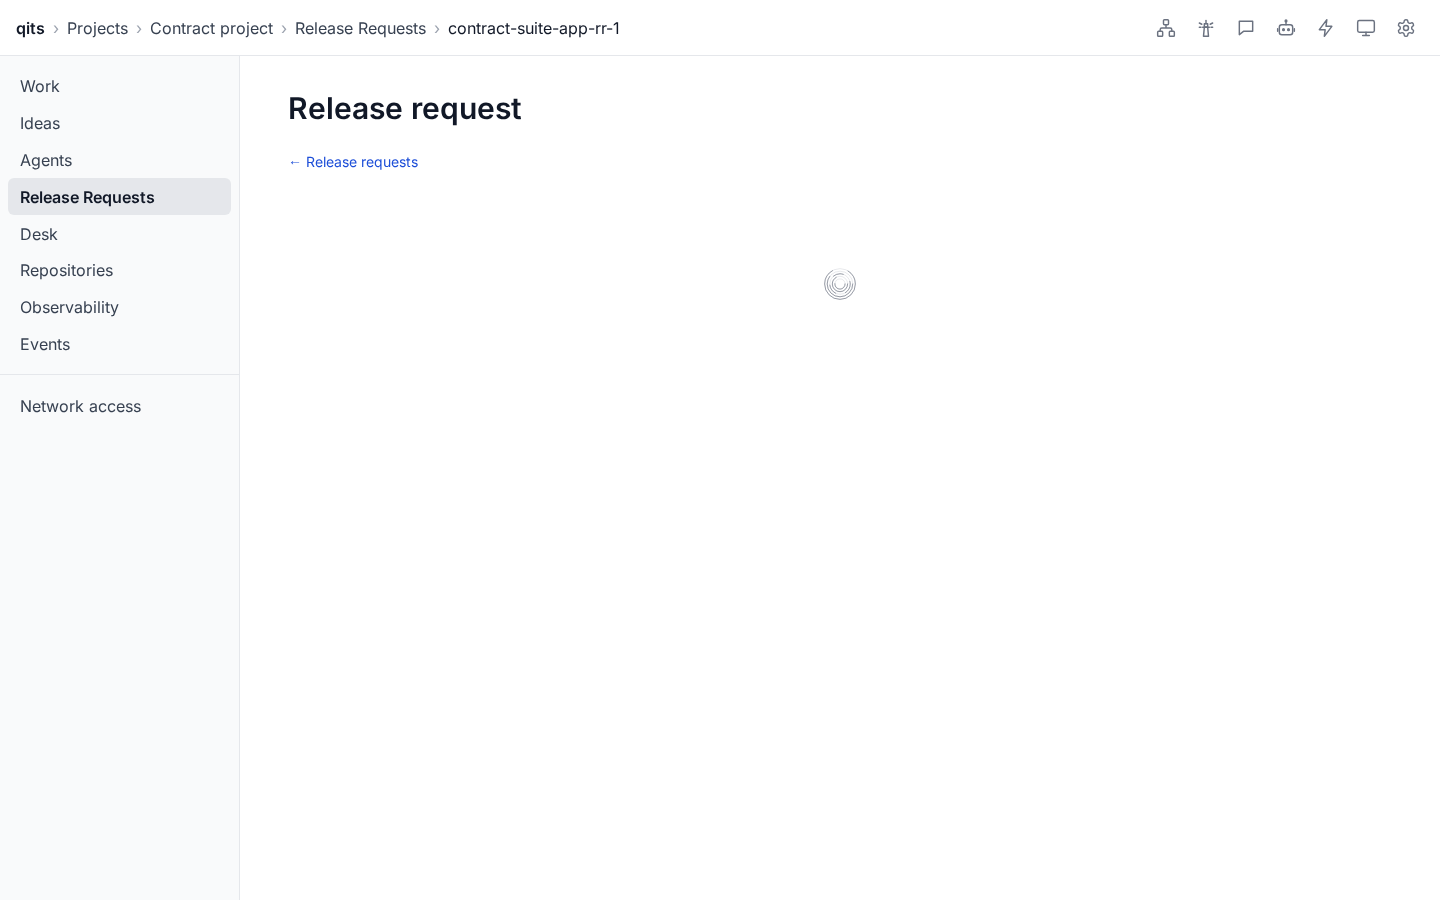 qits › Projects › Contract project › Release Requests › contract-suite-app-rr-1
Work
Ideas
Agents
Release Requests
Desk
Repositories
Observability
Events
Network access
Release request
← Release requests